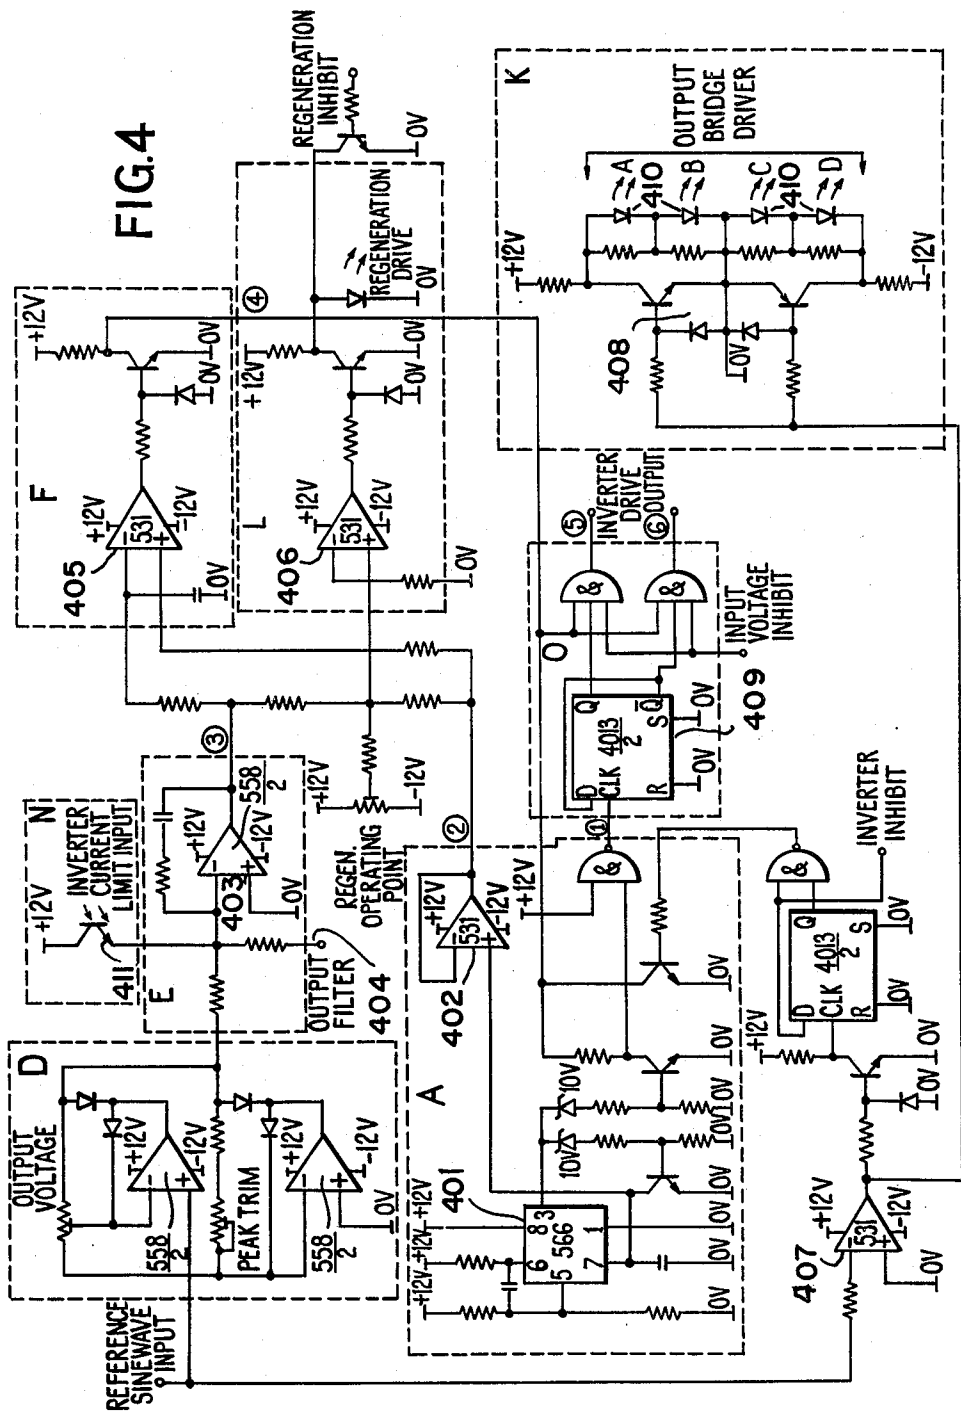 FIG.4
REGENERATION
INHIBIT
0V
+12V
F
405
+12V
531
-12V
0V
0V
0V
④
+12V
L
406
+12V
531
-12V
0V
0V
REGENERATION
DRIVE
0V
0V
N
+12V
INVERTER
CURRENT
LIMIT INPUT
411
E
+12V
558
2
-12V
403
0V
③
OUTPUT
FILTER
404
+12V
-12V
REGEN.
OPERATING
POINT
D
OUTPUT
VOLTAGE
+12V
-12V
558
2
PEAK TRIM
+12V
-12V
558
2
0V
REFERENCE
SINEWAVE
INPUT
②
+12V
531
-12V
402
A
401
+12V
+12V
+12V
8
3
6
566
5
7
1
0V
0V
0V
0V
10V
10V
0V
0V
0V
0V
+12V
&
①
O
D
Q
CLK
4013
2
Q
R
S
0V
0V
409
&
&
⑤
⑥
INVERTER
DRIVE
OUTPUT
INPUT
VOLTAGE
INHIBIT
K
+12V
408
0V
-12V
A
410
B
C
410
D
OUTPUT
BRIDGE
DRIVER
&
INVERTER
INHIBIT
D
Q
CLK
4013
2
R
S
0V
0V
+12V
0V
0V
407
+12V
531
-12V
0V